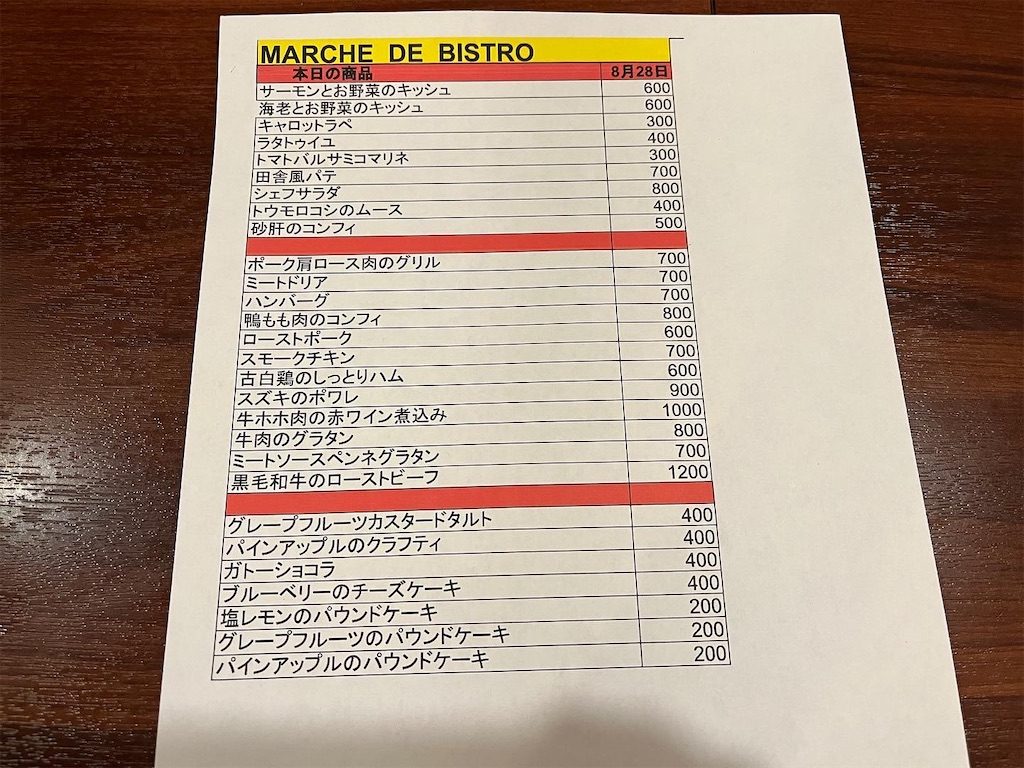 MARCHE DE BISTRO
本日の商品 8月28日
サーモンとお野菜のキッシュ 600
海老とお野菜のキッシュ 600
キャロットラペ 300
ラタトゥイユ 400
トマトバルサミコマリネ 300
田舎風パテ 700
シェフサラダ 800
トウモロコシのムース 400
砂肝のコンフィ 500
ポーク肩ロース肉のグリル 700
ミートドリア 700
ハンバーグ 700
鴨もも肉のコンフィ 800
ローストポーク 600
スモークチキン 700
古白鶏のしっとりハム 600
スズキのポワレ 900
牛ホホ肉の赤ワイン煮込み 1000
牛肉のグラタン 800
ミートソースペンネグラタン 700
黒毛和牛のローストビーフ 1200
グレープフルーツカスタードタルト 400
パインアップルのクラフティ 400
ガトーショコラ 400
ブルーベリーのチーズケーキ 400
塩レモンのパウンドケーキ 200
グレープフルーツのパウンドケーキ 200
パインアップルのパウンドケーキ 200